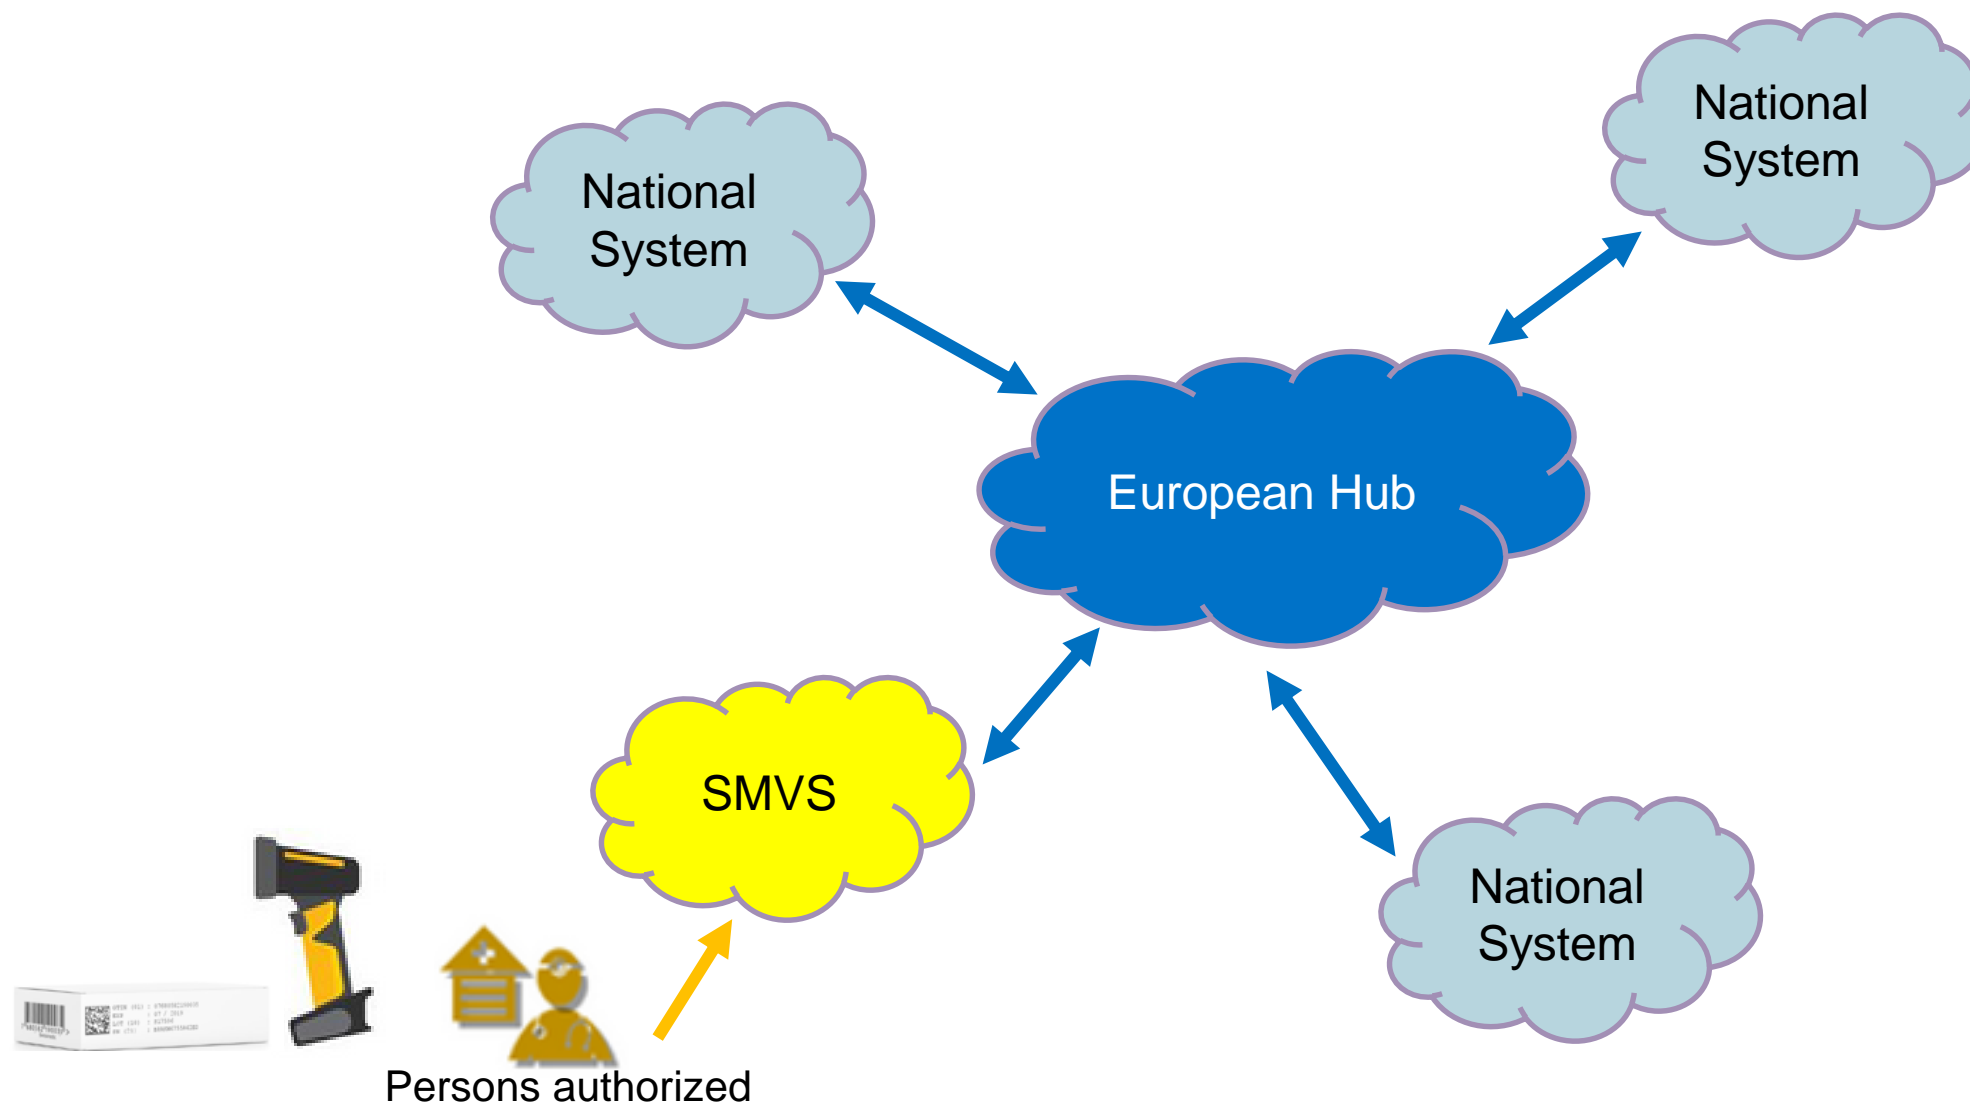 National
System
National
System
European Hub
SMVS
National
System
Persons authorized